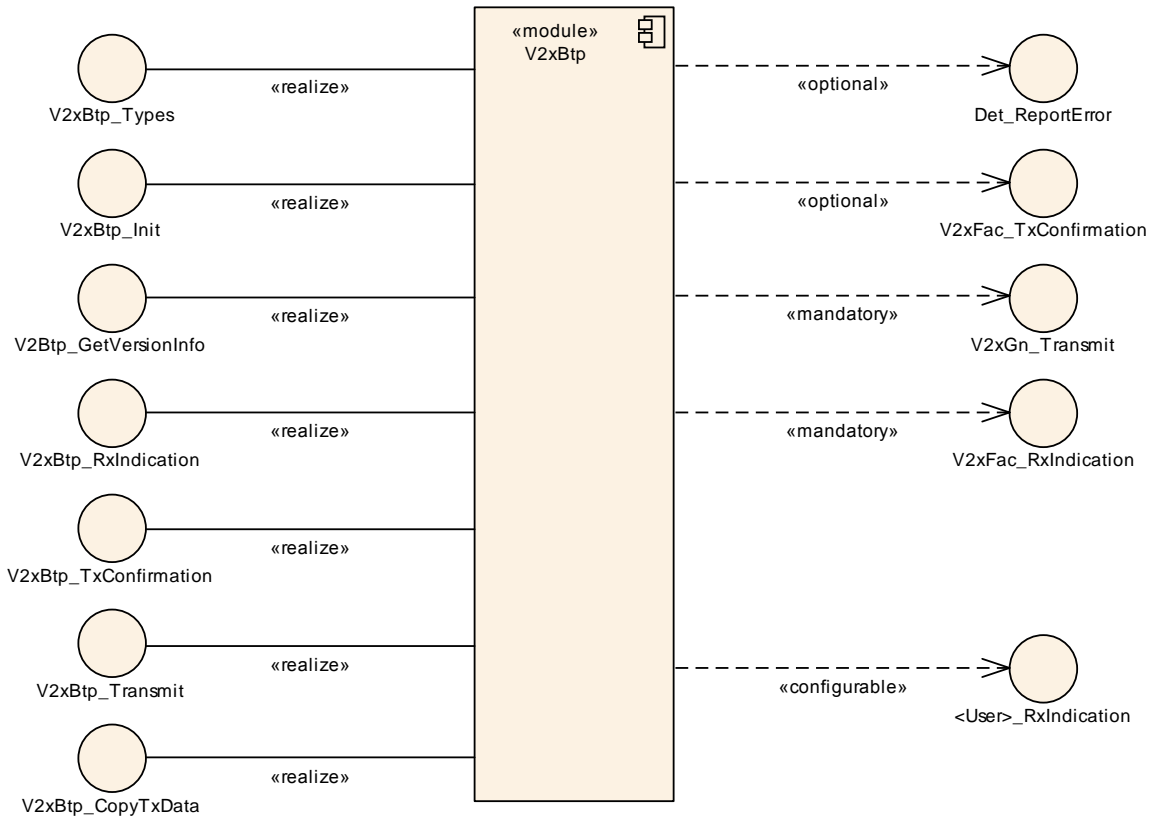 «module»
V2xBtp
V2xBtp_Types
«realize»
V2xBtp_Init
«realize»
V2Btp_GetVersionInfo
«realize»
V2xBtp_RxIndication
«realize»
V2xBtp_TxConfirmation
«realize»
V2xBtp_Transmit
«realize»
V2xBtp_CopyTxData
«realize»
«optional»
Det_ReportError
«optional»
V2xFac_TxConfirmation
«mandatory»
V2xGn_Transmit
«mandatory»
V2xFac_RxIndication
«configurable»
<User>_RxIndication